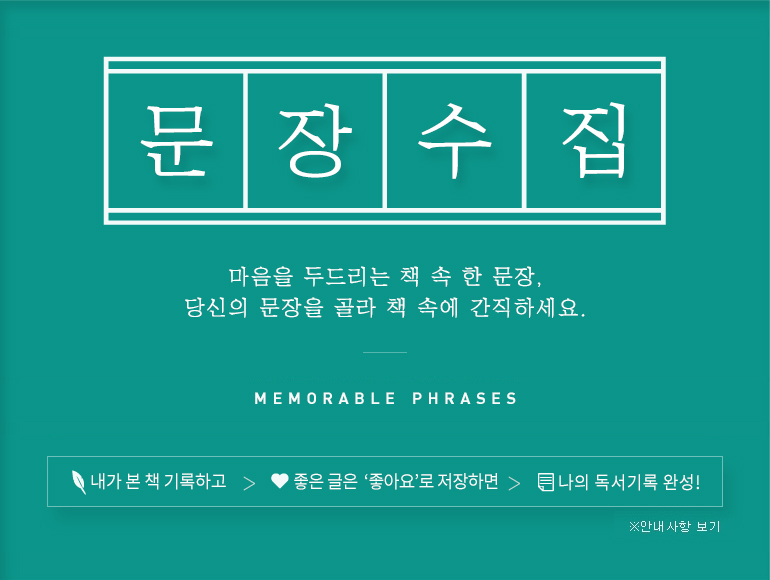 문장수집
마음을 두드리는 책 속 한 문장,
당신의 문장을 골라 책 속에 간직하세요.
MEMORABLE PHRASES
내가 본 책 기록하고 > 좋은 글은 ‘좋아요’로 저장하면 > 나의 독서기록 완성!
※안내사항 보기